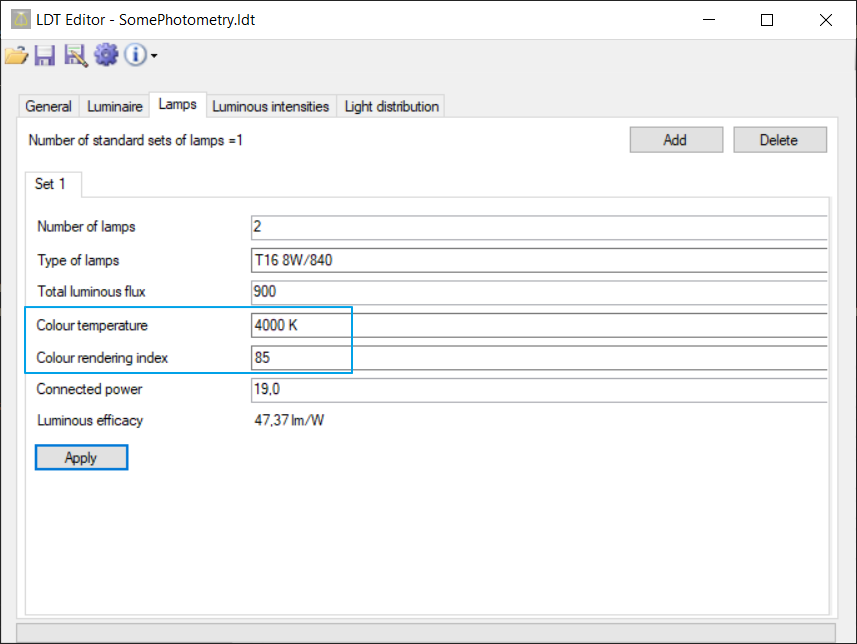 LDT Editor - SomePhotometry.ldt
General Luminaire Lamps Luminous intensities Light distribution
Number of standard sets of lamps =1 Add Delete
Set 1
Number of lamps 2
Type of lamps T16 8W/840
Total luminous flux 900
Colour temperature 4000 K
Colour rendering index 85
Connected power 19,0
Luminous efficacy 47,37 lm/W
Apply